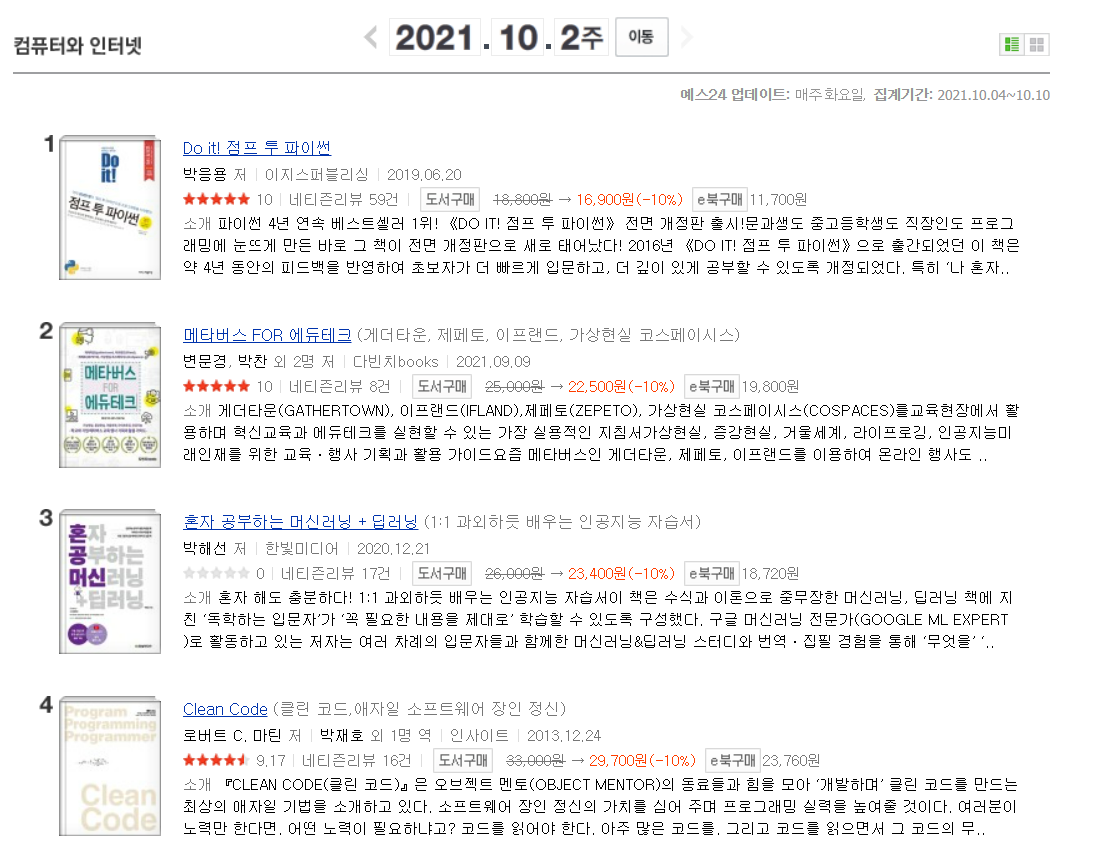 컴퓨터와 인터넷
2021.10.2주 이동
예스24 업데이트: 매주 화요일, 집계기간: 2021.10.04~10.10
1
Do it!
점프 투 파이썬
Do it! 점프 투 파이썬
박응용 저 | 이지스퍼블리싱 | 2019.06.20
10 | 네티즌리뷰 59건 | 도서구매 18,800원 → 16,900원(-10%) e북구매 11,700원
소개 파이썬 4년 연속 베스트셀러 1위! 《DO IT! 점프 투 파이썬》 전면 개정판 출시!문과생도 중고등학생도 직장인도 프로그
래밍에 눈뜨게 만든 바로 그 책이 전면 개정판으로 새로 태어났다! 2016년 《DO IT! 점프 투 파이썬》으로 출간되었던 이 책은
약 4년 동안의 피드백을 반영하여 초보자가 더 빠르게 입문하고, 더 깊이 있게 공부할 수 있도록 개정되었다. 특히 ‘나 혼자..
2
메타버스
FOR
에듀테크
메타버스 FOR 에듀테크 (게더타운, 제페토, 이프랜드, 가상현실 코스페이시스)
변문경, 박찬 외 2명 저 | 다빈치books | 2021.09.09
10 | 네티즌리뷰 8건 | 도서구매 25,000원 → 22,500원(-10%) e북구매 19,800원
소개 게더타운(GATHERTOWN), 이프랜드(IFLAND),제페토(ZEPETO), 가상현실 코스페이시스(COSPACES)를교육현장에서 활
용하며 혁신교육과 에듀테크를 실현할 수 있는 가장 실용적인 지침서가상현실, 증강현실, 거울세계, 라이프로깅, 인공지능미
래인재를 위한 교육・행사 기획과 활용 가이드요즘 메타버스인 게더타운, 제페토, 이프랜드를 이용하여 온라인 행사도 ..
3
혼자
공부하는
머신러닝
+딥러닝
혼자 공부하는 머신러닝 + 딥러닝 (1:1 과외하듯 배우는 인공지능 자습서)
박해선 저 | 한빛미디어 | 2020.12.21
0 | 네티즌리뷰 17건 | 도서구매 26,000원 → 23,400원(-10%) e북구매 18,720원
소개 혼자 해도 충분하다! 1:1 과외하듯 배우는 인공지능 자습서이 책은 수식과 이론으로 중무장한 머신러닝, 딥러닝 책에 지
친 ‘독학하는 입문자’가 ‘꼭 필요한 내용을 제대로’ 학습할 수 있도록 구성했다. 구글 머신러닝 전문가(GOOGLE ML EXPERT
)로 활동하고 있는 저자는 여러 차례의 입문자들과 함께한 머신러닝&딥러닝 스터디와 번역・집필 경험을 통해 ‘무엇을’ ‘..
4
Program
Programming
Programmer
Clean
Code
Clean Code (클린 코드,애자일 소프트웨어 장인 정신)
로버트 C. 마틴 저 | 박재호 외 1명 역 | 인사이트 | 2013.12.24
9.17 | 네티즌리뷰 16건 | 도서구매 33,000원 → 29,700원(-10%) e북구매 23,760원
소개 『CLEAN CODE(클린 코드)』은 오브젝트 멘토(OBJECT MENTOR)의 동료들과 힘을 모아 ‘개발하며’ 클린 코드를 만드는
최상의 애자일 기법을 소개하고 있다. 소프트웨어 장인 정신의 가치를 심어 주며 프로그래밍 실력을 높여줄 것이다. 여러분이
노력만 한다면. 어떤 노력이 필요하냐고? 코드를 읽어야 한다. 아주 많은 코드를. 그리고 코드를 읽으면서 그 코드의 무..